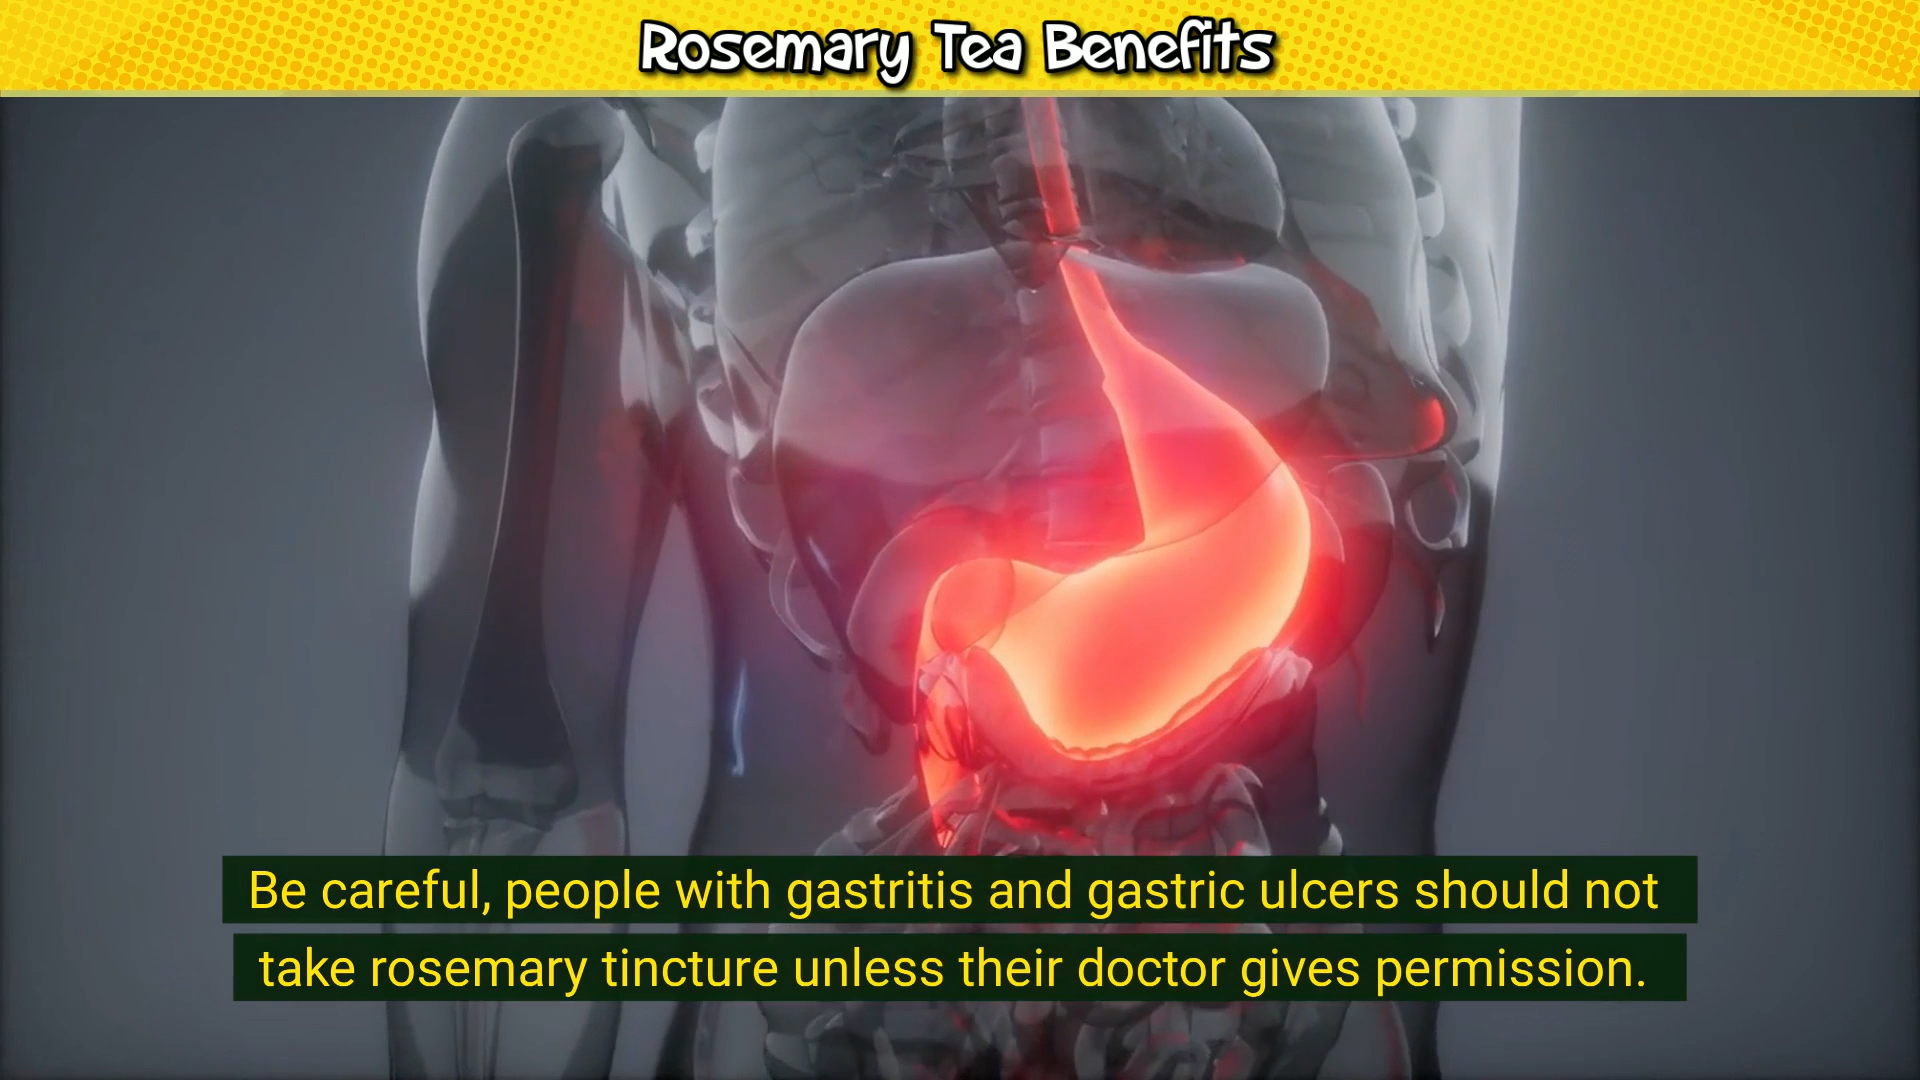 Rosemary Tea Benefits
Be careful, people with gastritis and gastric ulcers should not
take rosemary tincture unless their doctor gives permission.